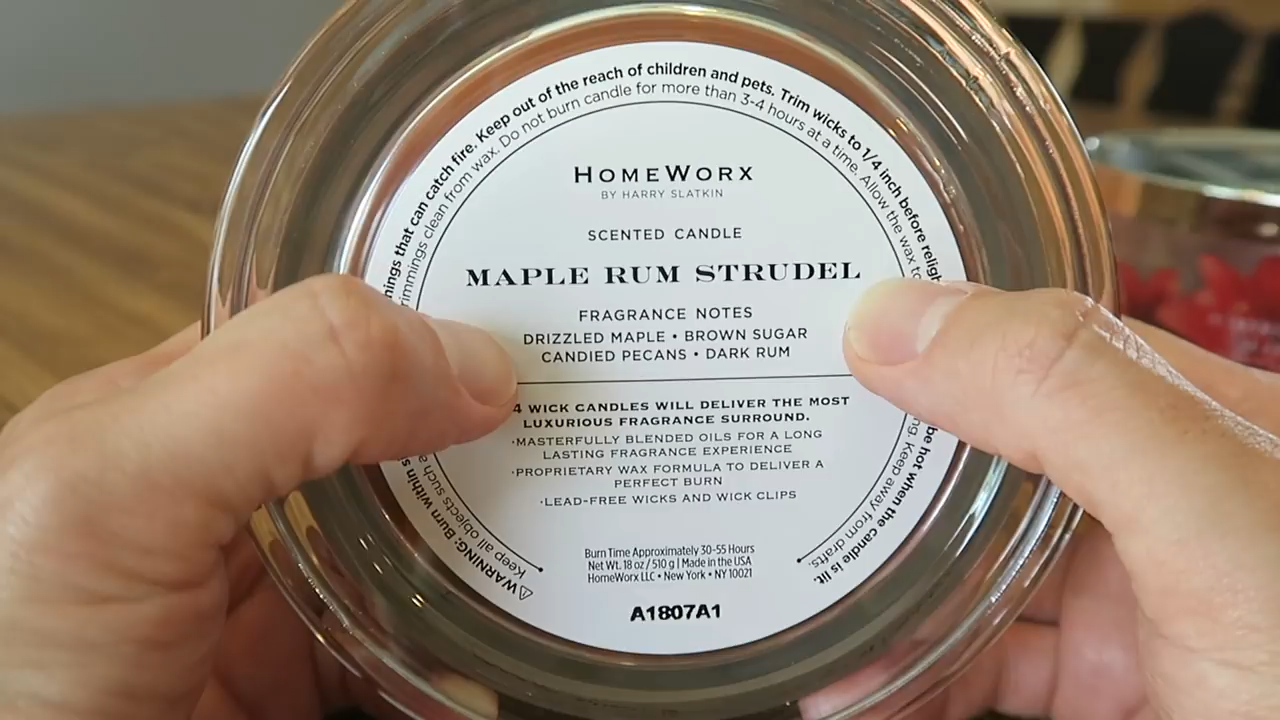 HOMEWORX
BY HARRY SLATKIN
SCENTED CANDLE
MAPLE RUM STRUDEL
FRAGRANCE NOTES
DRIZZLED MAPLE • BROWN SUGAR
CANDIED PECANS • DARK RUM
4 WICK CANDLES WILL DELIVER THE MOST
LUXURIOUS FRAGRANCE SURROUND.
·MASTERFULLY BLENDED OILS FOR A LONG
LASTING FRAGRANCE EXPERIENCE
·PROPRIETARY WAX FORMULA TO DELIVER A
PERFECT BURN
·LEAD-FREE WICKS AND WICK CLIPS
Burn Time Approximately 30-55 Hours
Net Wt. 18 oz / 510 g | Made in the USA
HomeWorx LLC • New York • NY 10021
A1807A1
⚠WARNING: Burn within that can catch fire. Keep out of the reach of children and pets. Trim wicks to 1/4 inch before be hot when the candle is lit.
Keep all objects such a clean from wax. Do not burn candle for more than 3-4 hours at a time. Allow the wax to Keep away from drafts.